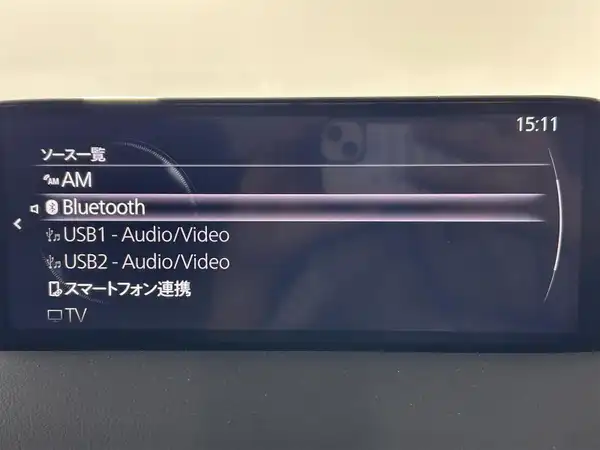 15:11
ソース一覧
AM AM
Bluetooth
USB1 - Audio/Video
USB2 - Audio/Video
スマートフォン連携
TV